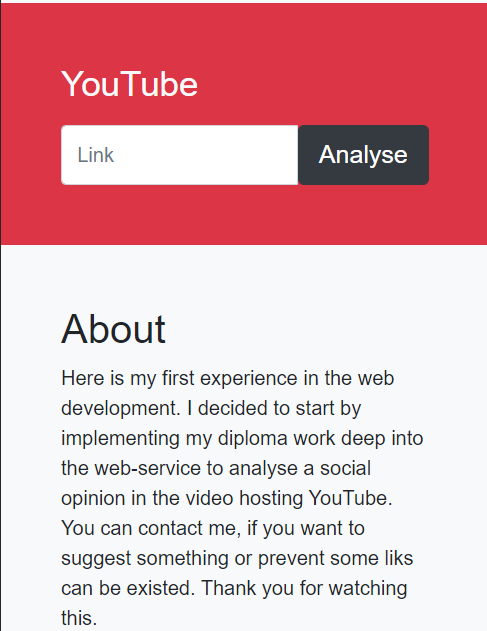 YouTube
Link
Analyse
About
Here is my first experience in the web
development. I decided to start by
implementing my diploma work deep into
the web-service to analyse a social
opinion in the video hosting YouTube.
You can contact me, if you want to
suggest something or prevent some liks
can be existed. Thank you for watching
this.